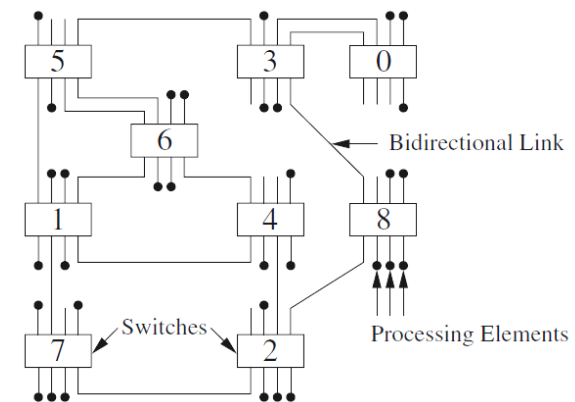 5 3 0
6
Bidirectional Link
1 4 8
Switches
Processing Elements
7 2